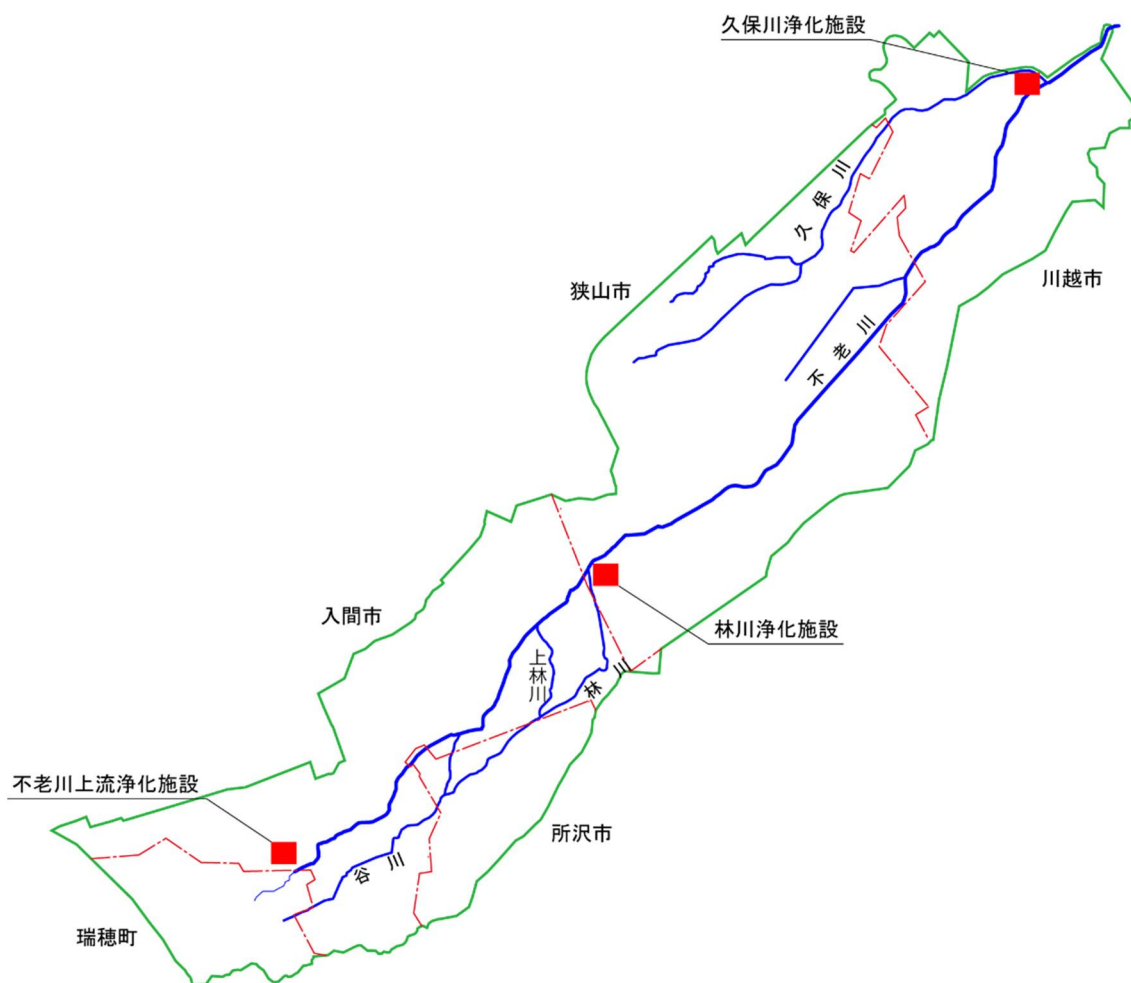 久保川浄化施設
久保川
川越市
狭山市
不老川
入間市
林川浄化施設
上林川
林川
不老川上流浄化施設
所沢市
谷川
瑞穂町